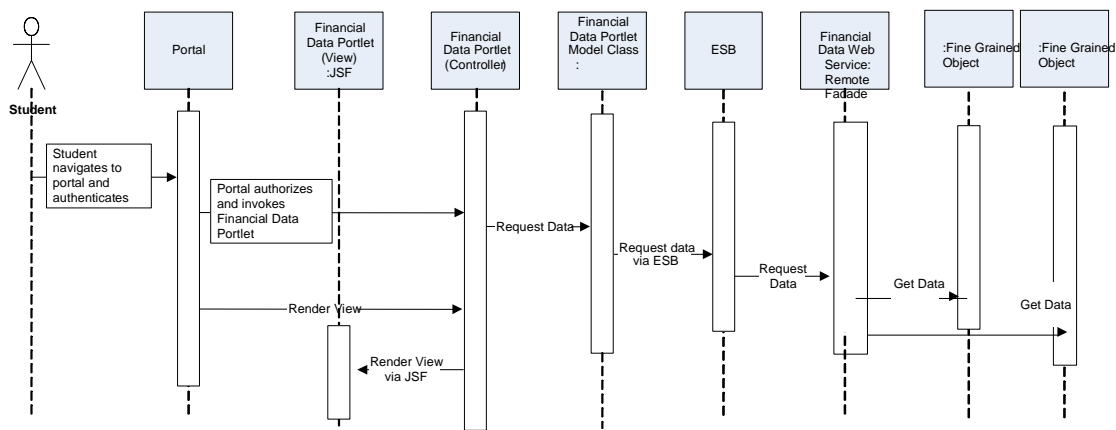 Student
Portal
Financial
Data Portlet
(View)
:JSF
Financial
Data Portlet
(Controller)
Financial
Data Portlet
Model Class
:
ESB
Financial
Data Web
Service:
Remote
Fadade
:Fine Grained
Object
:Fine Grained
Object
Student
navigates to
portal and
authenticates
Portal authorizes
and invokes
Financial Data
Portlet
Request Data
Request data
via ESB
Request
Data
Get Data
Get Data
Render View
Render View
via JSF